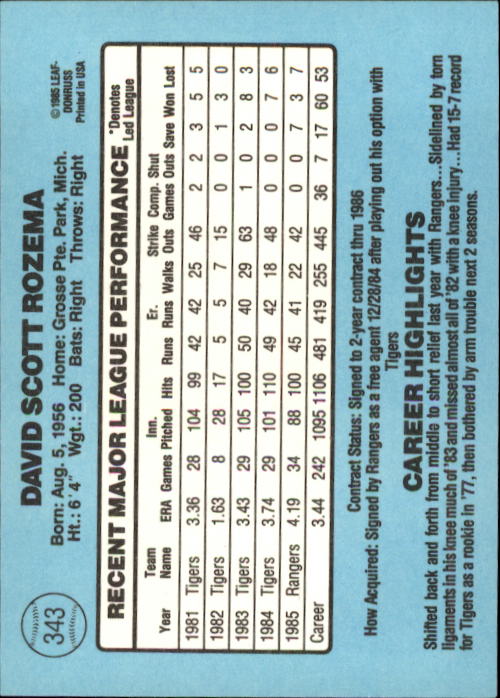 343
DAVID SCOTT ROZEMA
© 1985 LEAF-
DONRUSS
Printed in USA
Born: Aug. 5, 1956 Home: Grosse Pte. Park, Mich.
Ht.: 6'4" Wgt.: 200 Bats: Right Throws: Right
RECENT MAJOR LEAGUE PERFORMANCE *Denotes
Led League
Team Inn. Er. Strike Comp. Shut
Year Name ERA Games Pitched Hits Runs Runs Walks Outs Games Outs Save Won Lost
1981 Tigers 3.36 28 104 99 42 42 25 46 2 2 3 5 5
1982 Tigers 1.63 8 28 17 5 5 7 15 0 0 1 3 0
1983 Tigers 3.43 29 105 100 50 40 29 63 1 0 2 8 3
1984 Tigers 3.74 29 101 110 49 42 18 48 0 0 0 7 6
1985 Rangers 4.19 34 88 100 45 41 22 42 0 0 7 3 7
Career 3.44 242 1095 1106 481 419 255 445 36 7 17 60 53
Contract Status: Signed to 2-year contract thru 1986
How Acquired: Signed by Rangers as a free agent 12/28/84 after playing out his option with
Tigers
CAREER HIGHLIGHTS
Shifted back and forth from middle to short relief last year with Rangers...Sidelined by torn
ligaments in his knee much of '83 and missed almost all of '82 with a knee injury...Had 15-7 record
for Tigers as a rookie in '77, then bothered by arm trouble next 2 seasons.